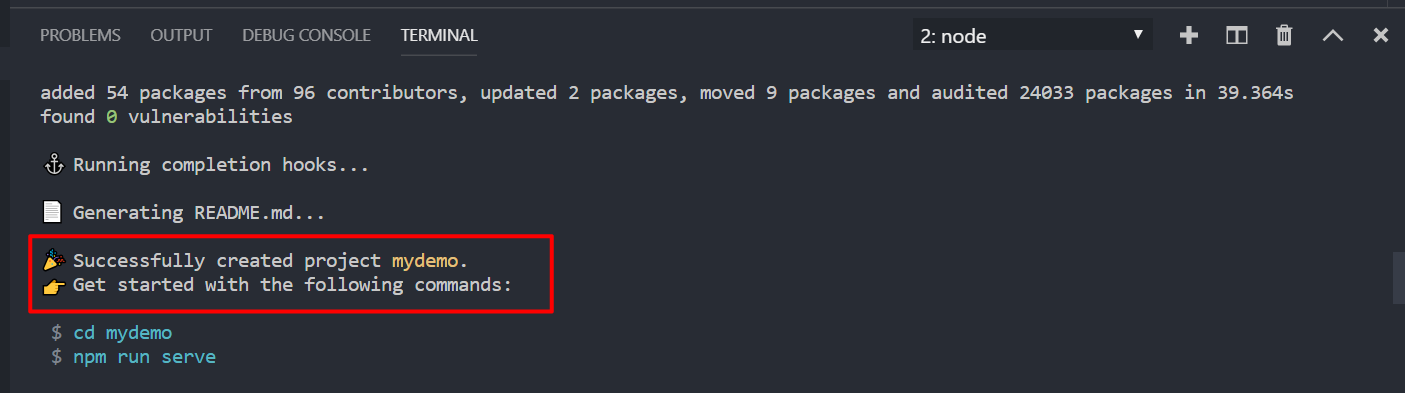 PROBLEMS OUTPUT DEBUG CONSOLE TERMINAL 2: node
added 54 packages from 96 contributors, updated 2 packages, moved 9 packages and audited 24033 packages in 39.364s
found 0 vulnerabilities
⚓ Running completion hooks...
📄 Generating README.md...
🎉 Successfully created project mydemo.
👉 Get started with the following commands:
$ cd mydemo
$ npm run serve